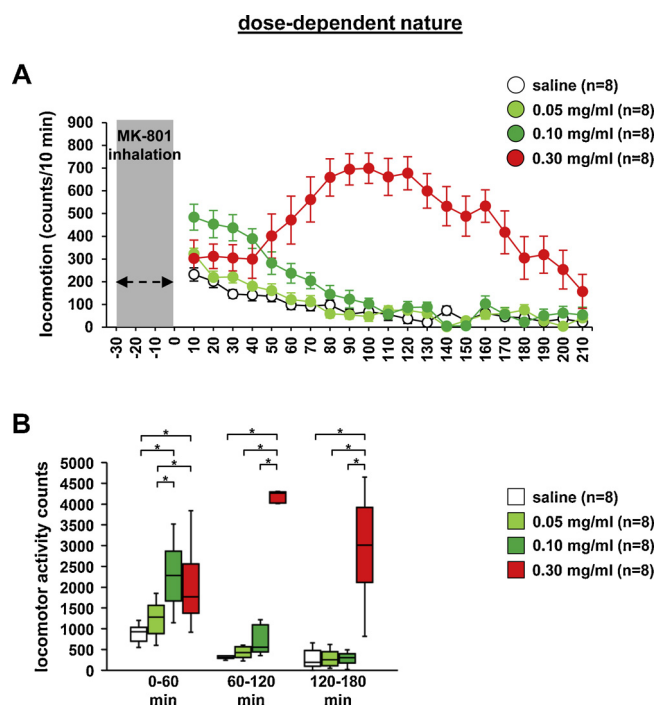 dose-dependent nature
A
saline (n=8)
0.05 mg/ml (n=8)
0.10 mg/ml (n=8)
0.30 mg/ml (n=8)
locomotion (counts/10 min)
900
800
700
600
500
400
300
200
100
0
MK-801
inhalation
-30 -20 -10 0 10 20 30 40 50 60 70 80 90 100 110 120 130 140 150 160 170 180 190 200 210
B
locomotor activity counts
5000
4500
4000
3500
3000
2500
2000
1500
1000
500
0
* * * * * * * * * *
saline (n=8)
0.05 mg/ml (n=8)
0.10 mg/ml (n=8)
0.30 mg/ml (n=8)
0-60 60-120 120-180
min min min